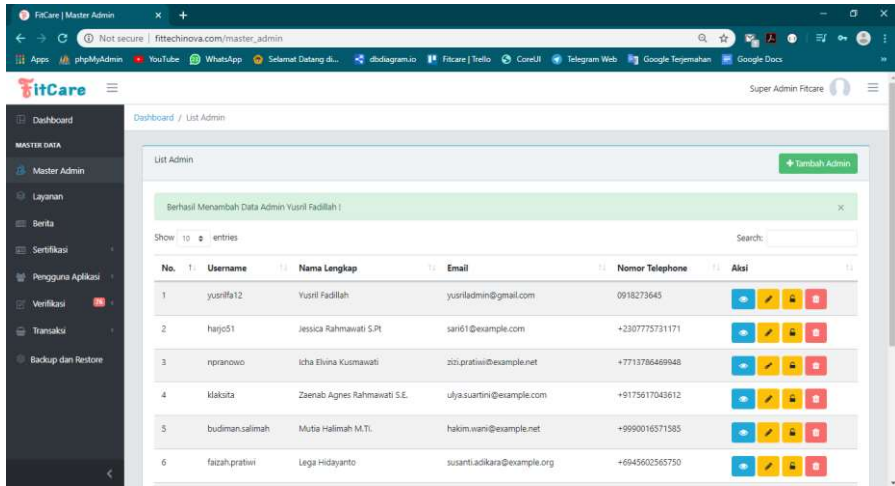 FitCare | Master Admin
Not secure | fittechinova.com/master_admin
Apps phpMyAdmin YouTube WhatsApp Selamat Datang di... dbdiagram.io Fitcare | Trello CoreUI Telegram Web Google Terjemahan Google Docs
FitCare Super Admin Fitcare
Dashboard Dashboard / List Admin
MASTER DATA
Master Admin
Layanan
Berita
Sertifikasi
Pengguna Aplikasi
Verifikasi 26
Transaksi
Backup dan Restore
List Admin + Tambah Admin
Berhasil Menambah Data Admin Yusril Fadillah ! ×
Show 10 entries Search:
No. Username Nama Lengkap Email Nomor Telephone Aksi
1 yusrilfa12 Yusril Fadillah yusriladmin@gmail.com 0918273645
2 harjo51 Jessica Rahmawati S.Pt sari61@example.com +2307775731171
3 npranowo Icha Elvina Kusmawati zizi.pratiwi@example.net +7713786469948
4 klaksita Zaenab Agnes Rahmawati S.E. ulya.suartini@example.com +9175617043612
5 budiman.salimah Mutia Halimah M.TI. hakim.wani@example.net +9990016571585
6 faizah.pratiwi Lega Hidayanto susanti.adikara@example.org +6945602565750